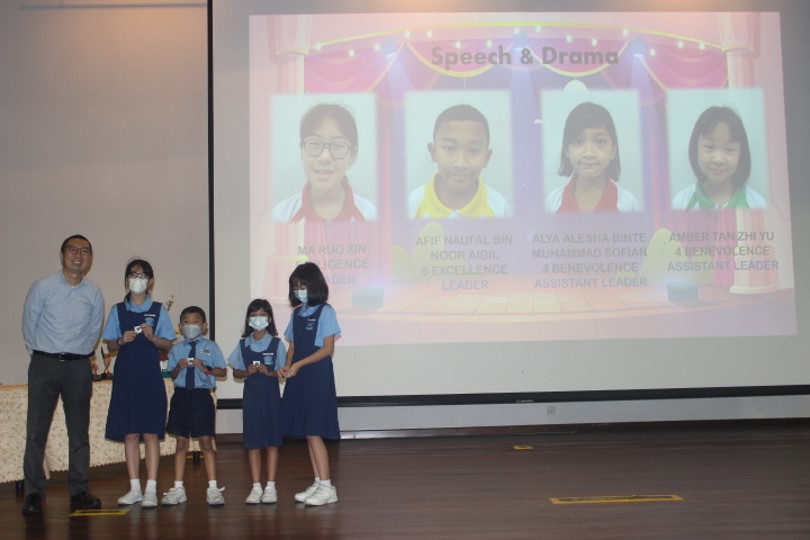 Speech & Drama
MA RUO XIN
LEADER
AFIF NAUFAL BIN
NOOR AIDIL
5 EXCELLENCE
LEADER
ALYA ALESHA BINTE
MUHAMMAD SOFIAN
4 BENEVOLENCE
ASSISTANT LEADER
AMBER TAN ZHI YU
4 BENEVOLENCE
ASSISTANT LEADER